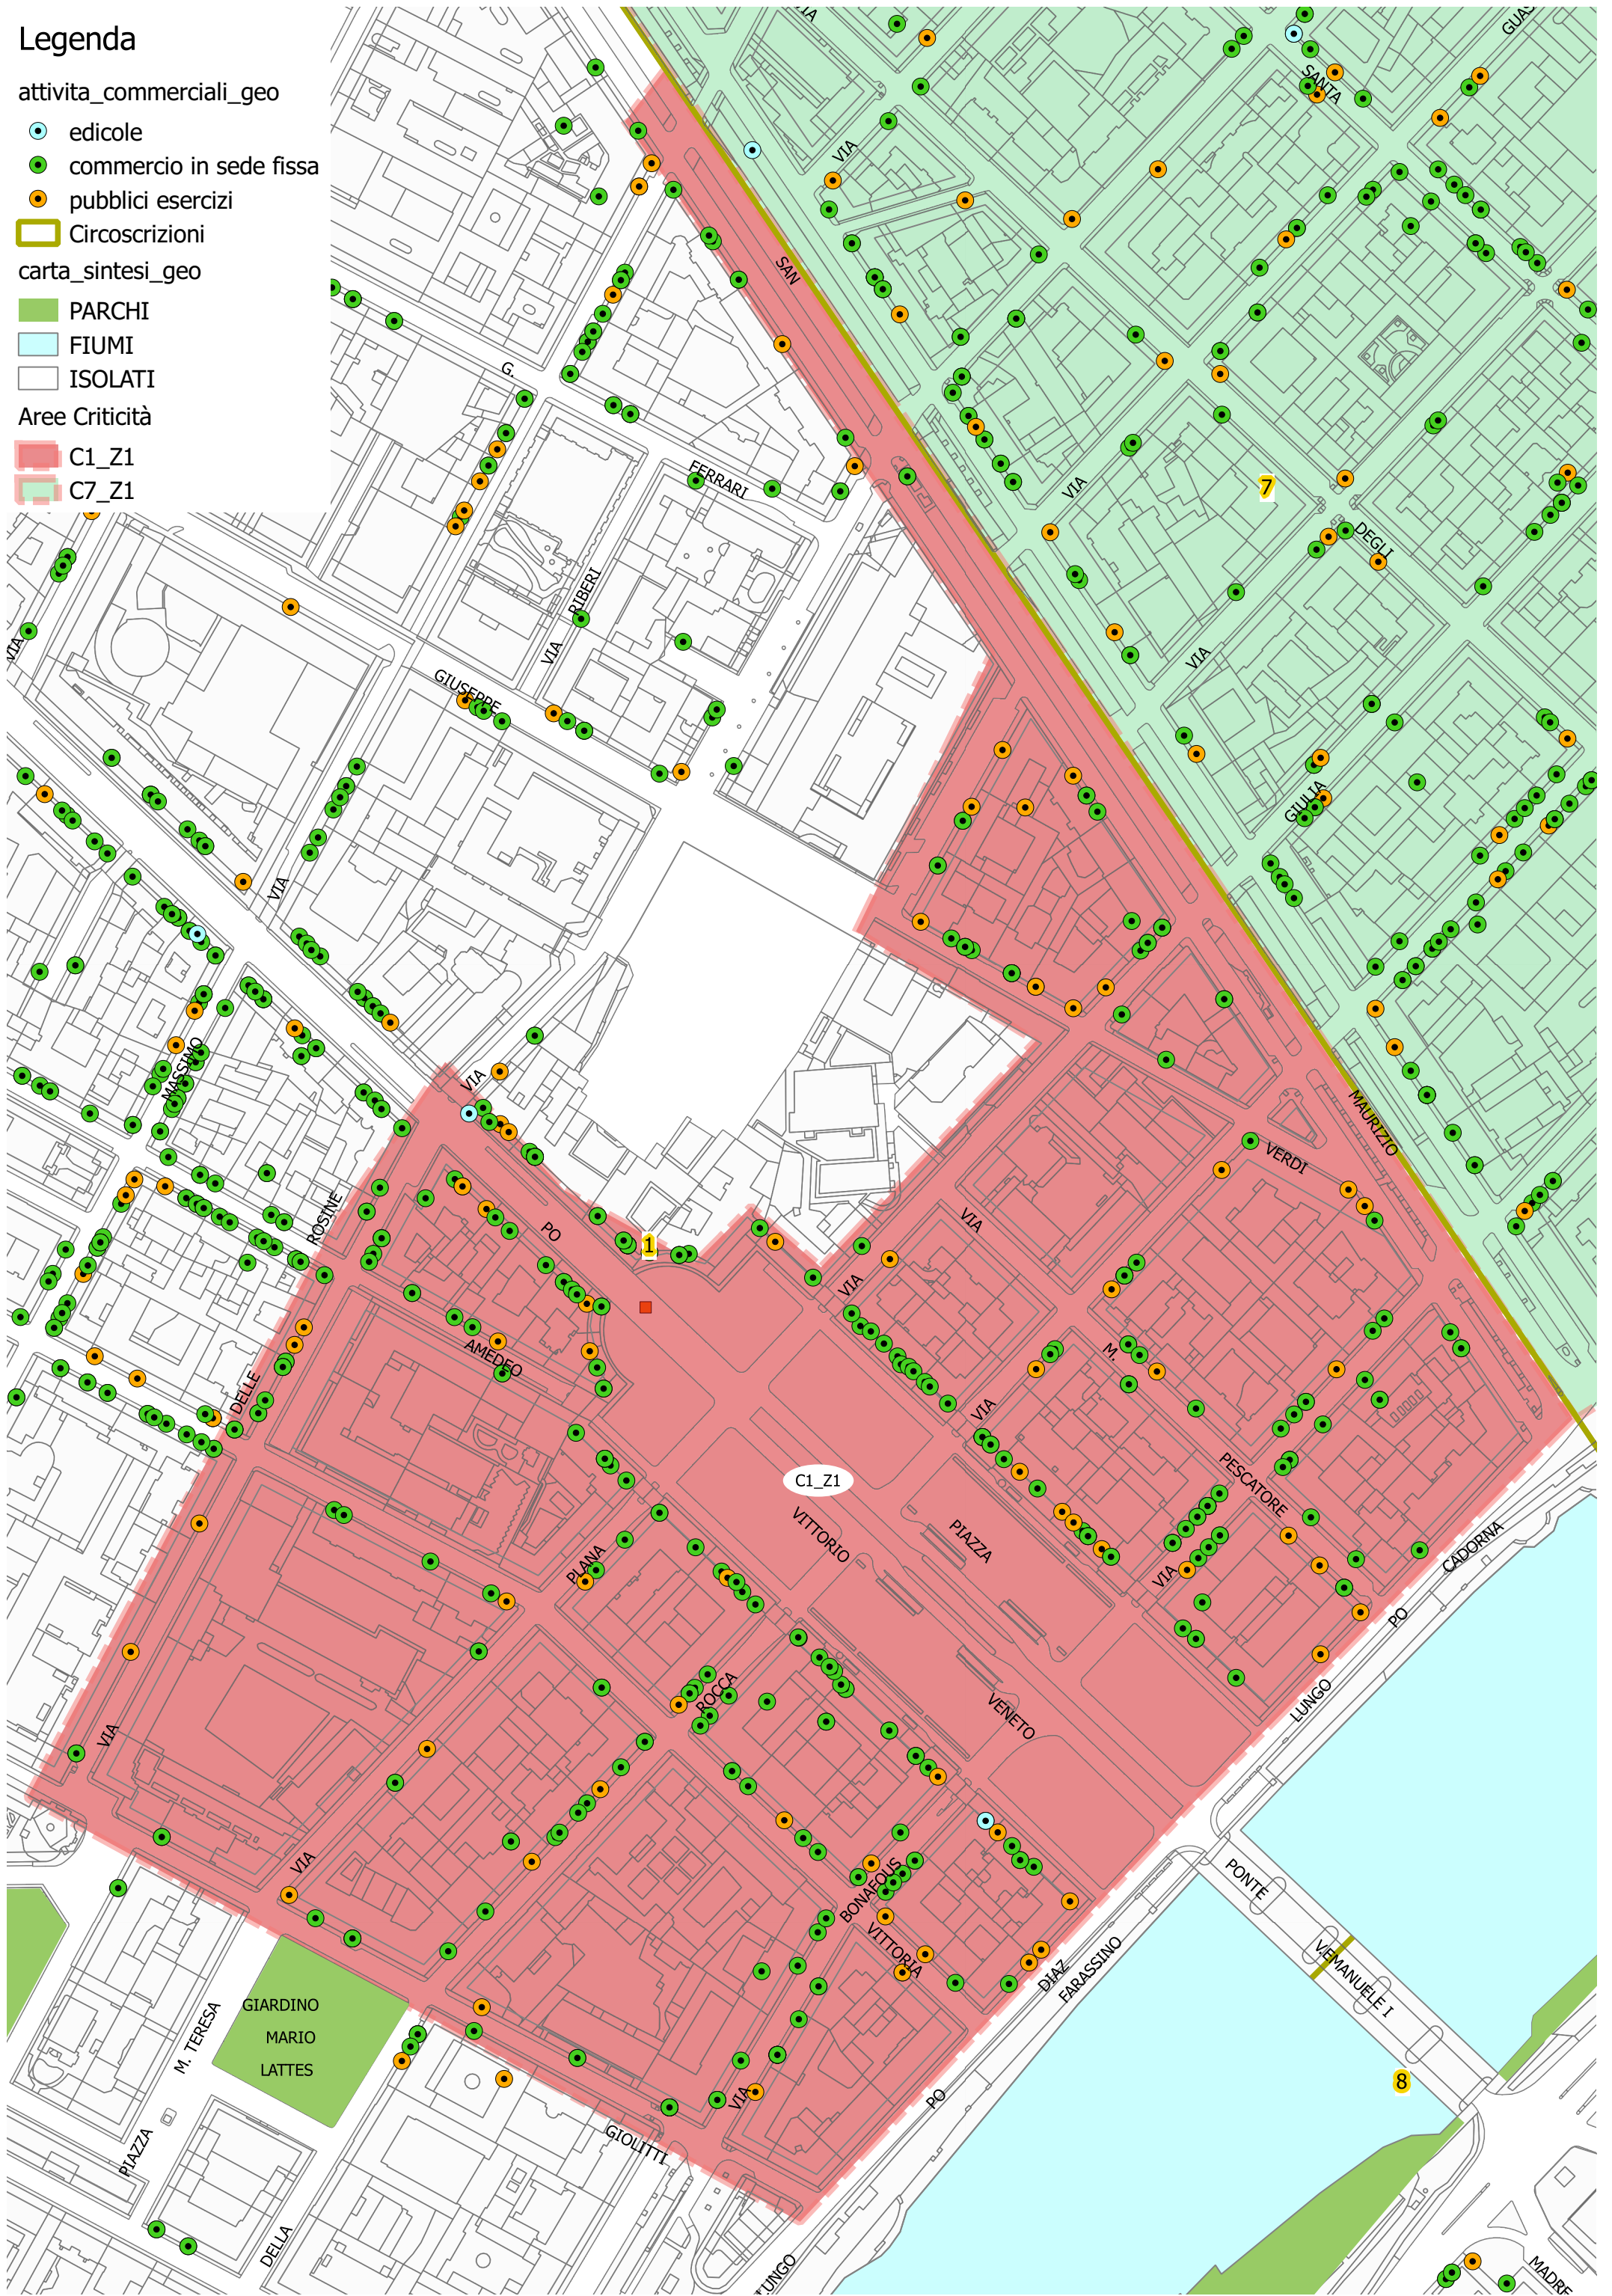 Legenda
attivita_commerciali_geo
edicole
commercio in sede fissa
pubblici esercizi
Circoscrizioni
carta_sintesi_geo
PARCHI
FIUMI
ISOLATI
Aree Criticità
C1_Z1
C7_Z1
SANTA
VIA
SAN
G.
FERRARI
VIA
7
DEGLI
RIBERI
VIA
VIA
VIA
GIUSEPPE
GIULIA
VIA
MASSIMO
VIA
MAURIZIO
VERDI
ROSINE
PO
VIA
1
VIA
M.
AMEDEO
DELLE
VIA
PESCATORE
C1_Z1
VITTORIO
PIAZZA
PLANA
VIA
CADORNA
PO
ROCCA
LUNGO
VENETO
VIA
VIA
BONAFOUS
PONTE
VITTORIA
V.EMANUELE I
DIAZ
FARASSINO
GIARDINO
MARIO
LATTES
M. TERESA
8
VIA
PO
GIOLITTI
PIAZZA
DELLA
LUNGO
MADRE